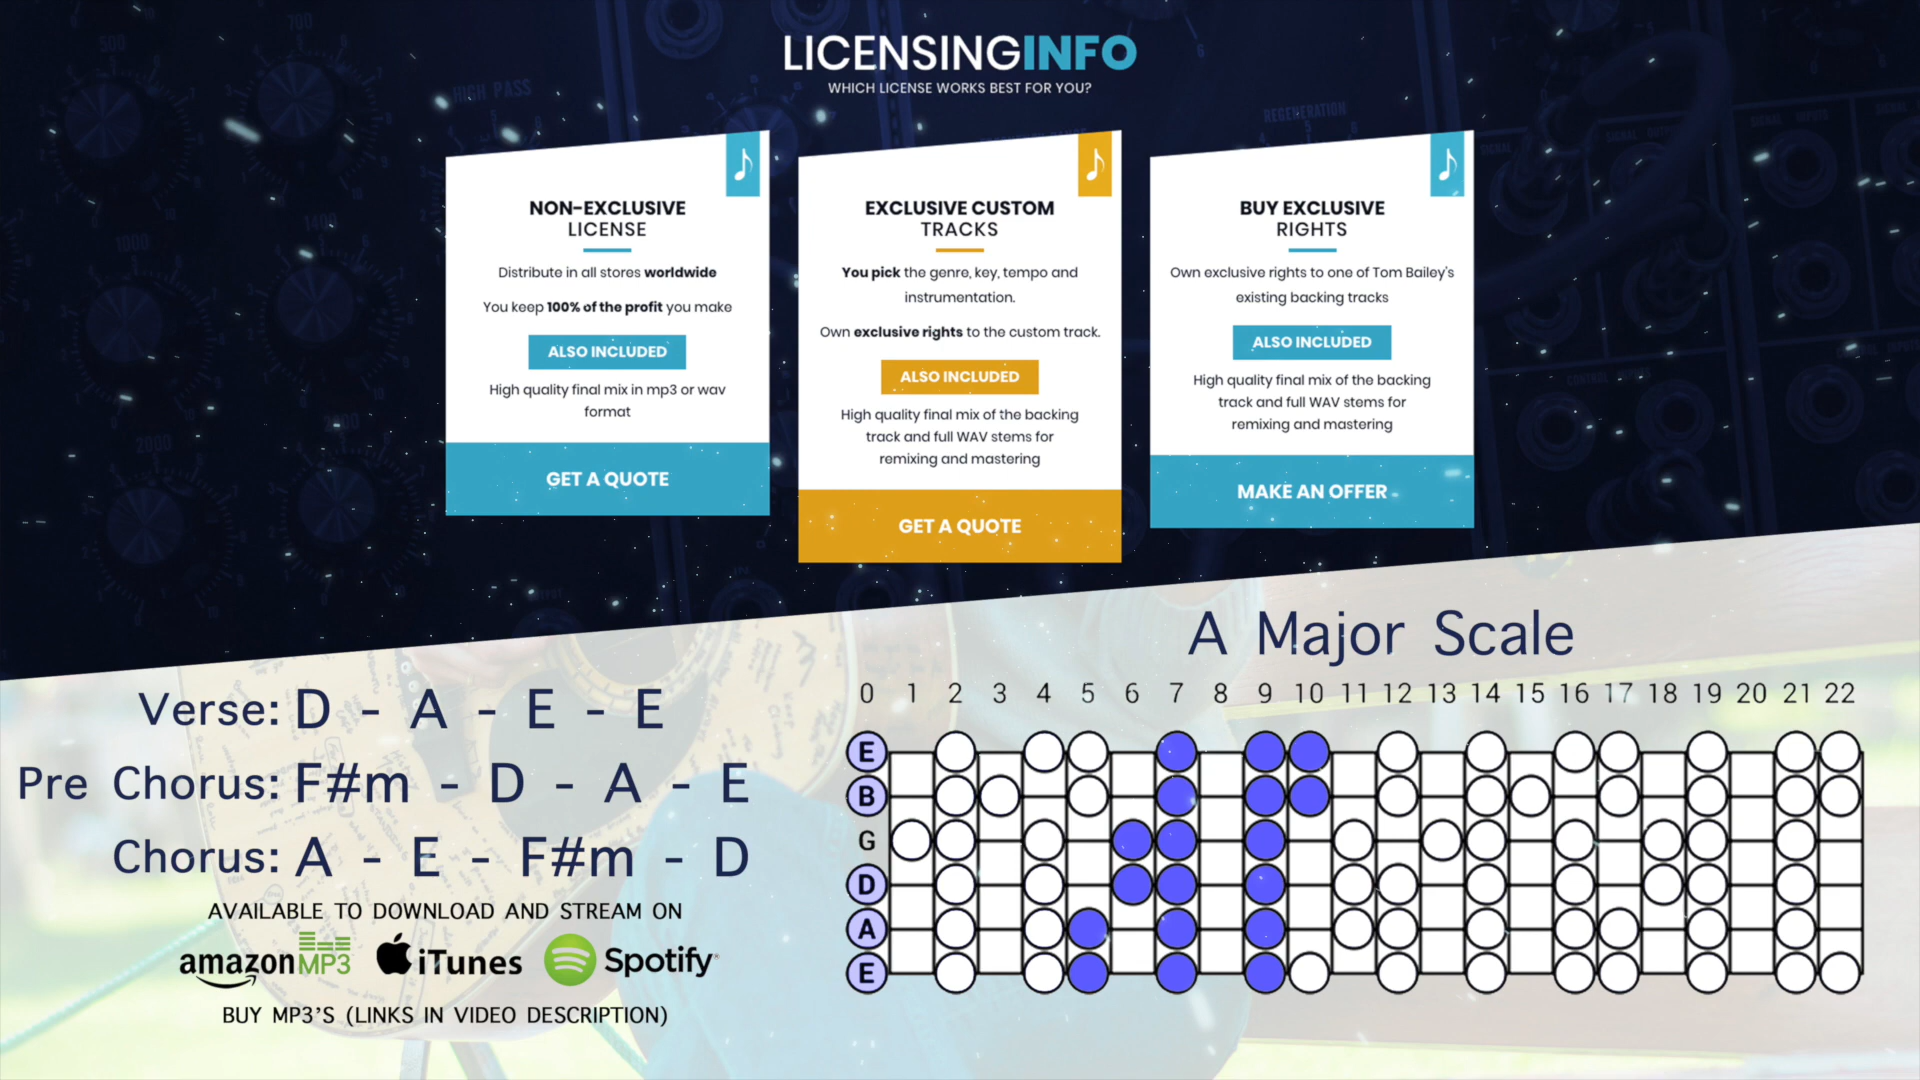 LICENSINGINFO
WHICH LICENSE WORKS BEST FOR YOU?
HIGH PASS
REGENERATION
NON-EXCLUSIVE
LICENSE
Distribute in all stores worldwide
You keep 100% of the profit you make
ALSO INCLUDED
High quality final mix in mp3 or wav
format
GET A QUOTE
EXCLUSIVE CUSTOM
TRACKS
You pick the genre, key, tempo and
instrumentation.
Own exclusive rights to the custom track.
ALSO INCLUDED
High quality final mix of the backing
track and full WAV stems for
remixing and mastering
GET A QUOTE
BUY EXCLUSIVE
RIGHTS
Own exclusive rights to one of Tom Bailey's
existing backing tracks
ALSO INCLUDED
High quality final mix of the backing
track and full WAV stems for
remixing and mastering
MAKE AN OFFER
Verse: D - A - E - E
Pre Chorus: F#m - D - A - E
Chorus: A - E - F#m - D
AVAILABLE TO DOWNLOAD AND STREAM ON
amazonMP3 iTunes Spotify
BUY MP3'S (LINKS IN VIDEO DESCRIPTION)
A Major Scale
0 1 2 3 4 5 6 7 8 9 10 11 12 13 14 15 16 17 18 19 20 21 22
E
B
G
D
A
E